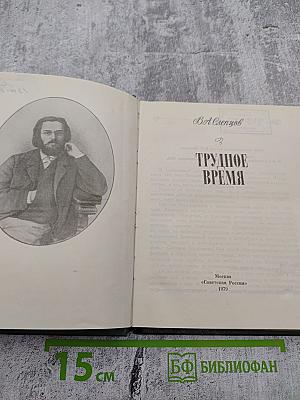 В.А.Слепцов
ТРУДНОЕ
ВРЕМЯ
Москва
«Советская Россия»
1979
15 см
БФ БИБЛИОФАН